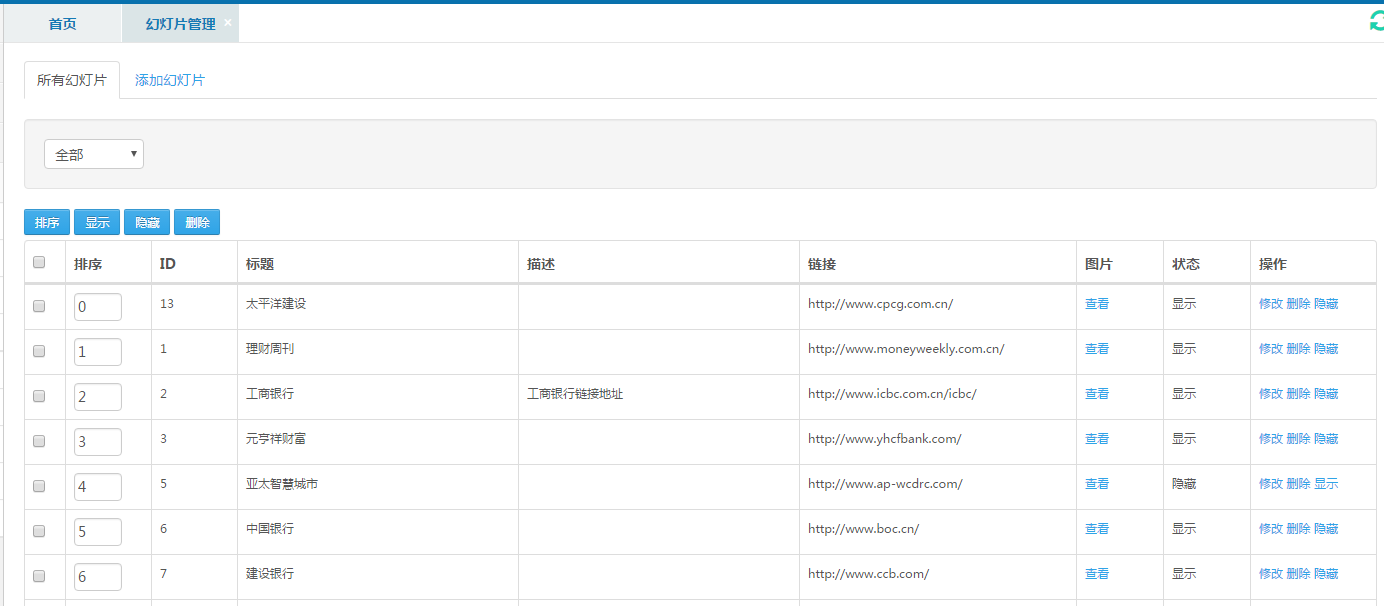 首页 幻灯片管理 ×
所有幻灯片 添加幻灯片
全部
排序 显示 隐藏 删除
排序 ID 标题 描述 链接 图片 状态 操作
0 13 太平洋建设 http://www.cpcg.com.cn/ 查看 显示 修改 删除 隐藏
1 1 理财周刊 http://www.moneyweekly.com.cn/ 查看 显示 修改 删除 隐藏
2 2 工商银行 工商银行链接地址 http://www.icbc.com.cn/icbc/ 查看 显示 修改 删除 隐藏
3 3 元亨祥财富 http://www.yhcfbank.com/ 查看 显示 修改 删除 隐藏
4 5 亚太智慧城市 http://www.ap-wcdrc.com/ 查看 隐藏 修改 删除 显示
5 6 中国银行 http://www.boc.cn/ 查看 显示 修改 删除 隐藏
6 7 建设银行 http://www.ccb.com/ 查看 显示 修改 删除 隐藏